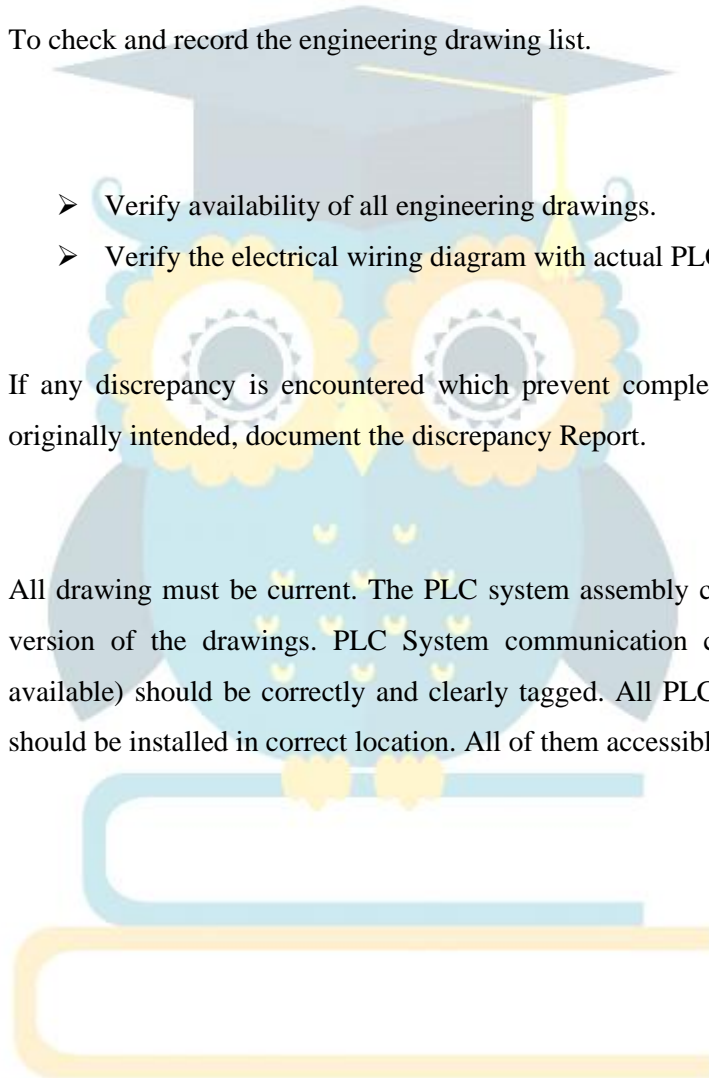 To check and record the engineering drawing list.
➢ Verify availability of all engineering drawings.
➢ Verify the electrical wiring diagram with actual PLC
If any discrepancy is encountered which prevent comple
originally intended, document the discrepancy Report.
All drawing must be current. The PLC system assembly c
version of the drawings. PLC System communication c
available) should be correctly and clearly tagged. All PLC
should be installed in correct location. All of them accessibl